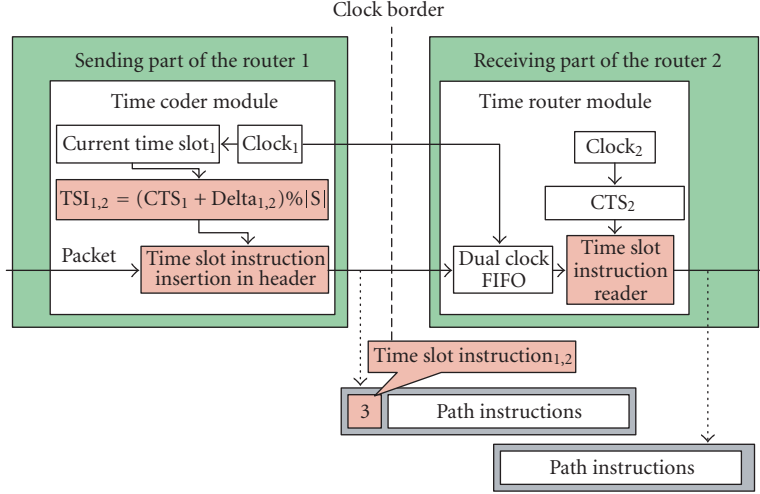 Clock border
Sending part of the router 1
Receiving part of the router 2
Time coder module
Time router module
Current time slot₁
Clock₁
Clock₂
TSI₁,₂ = (CTS₁ + Delta₁,₂)%|S|
CTS₂
Packet
Time slot instruction
insertion in header
Dual clock
FIFO
Time slot
instruction
reader
Time slot instruction₁,₂
3
Path instructions
Path instructions